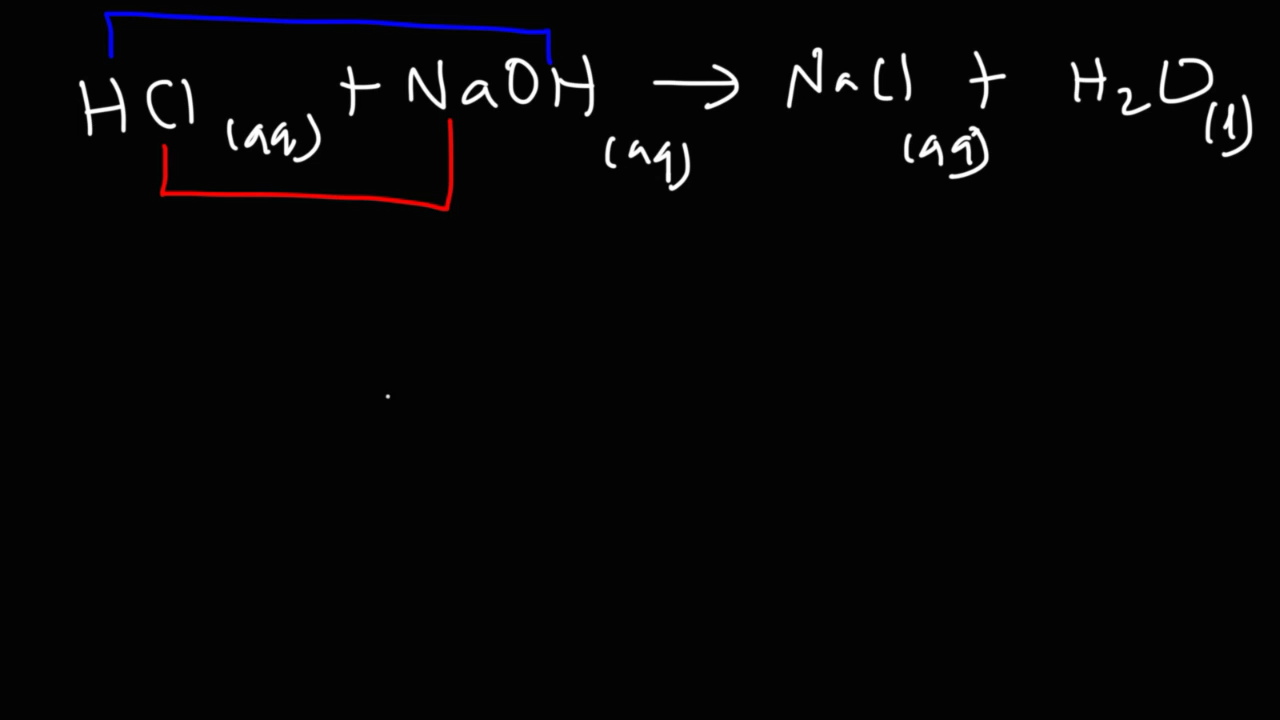 HCl (aq) + NaOH (aq) → NaCl (aq) + H₂O (l)